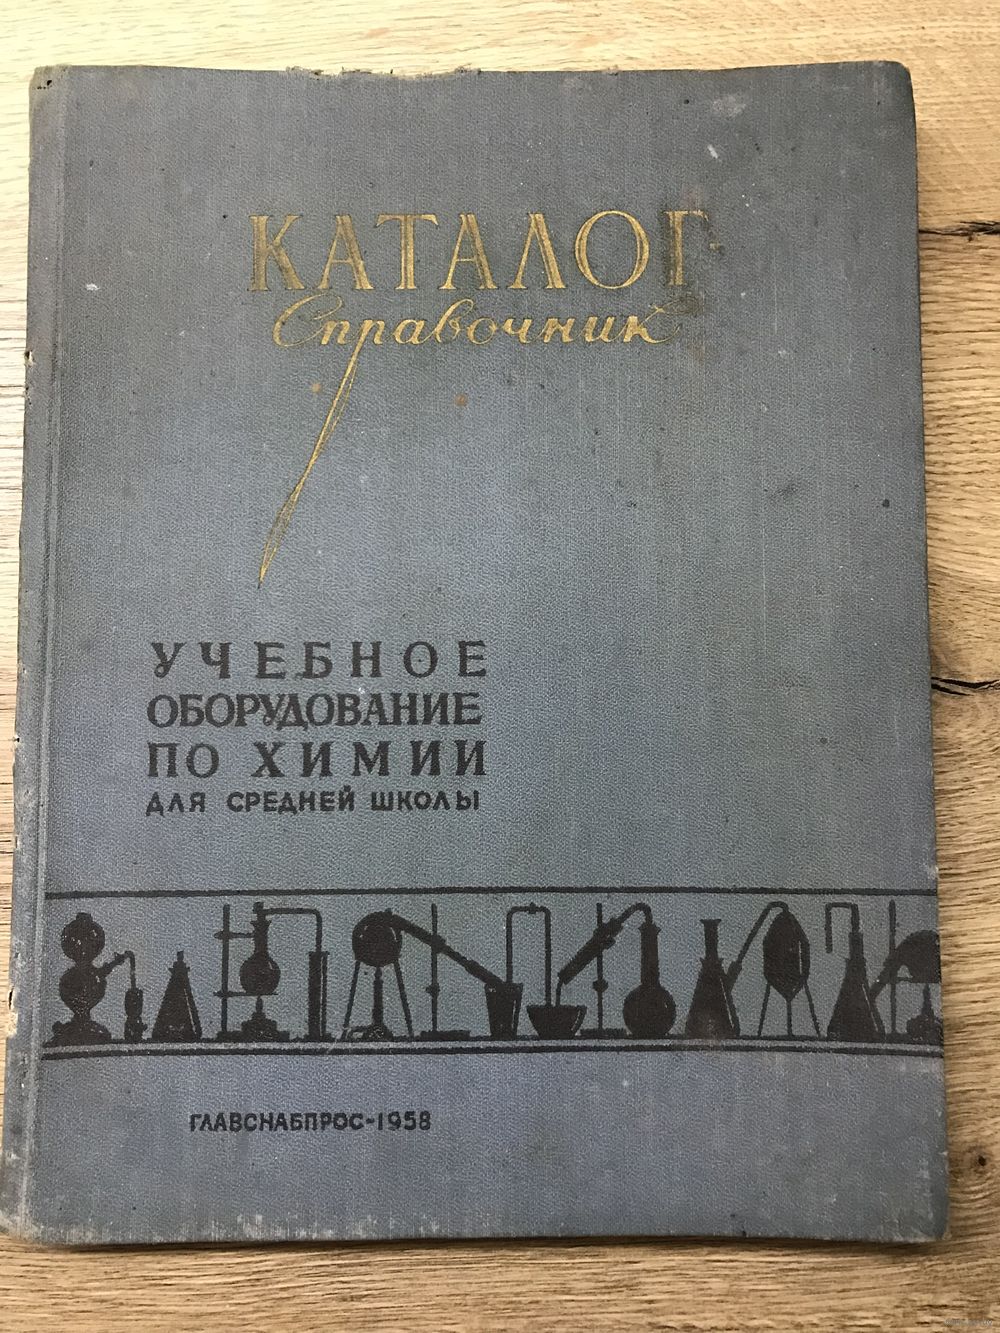 КАТАЛОГ
Справочник
УЧЕБНОЕ
ОБОРУДОВАНИЕ
ПО ХИМИИ
ДЛЯ СРЕДНЕЙ ШКОЛЫ
ГЛАВСНАБПРОС-1958